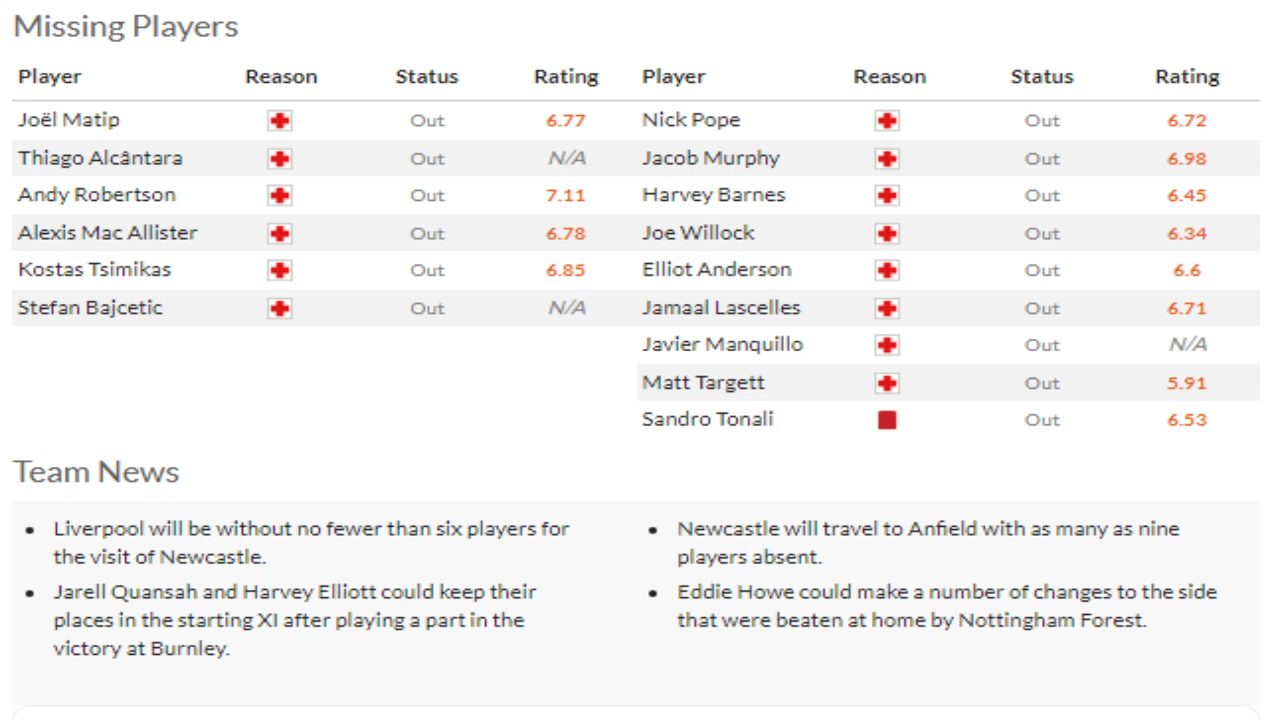 Missing Players
Player Reason Status Rating Player Reason Status Rating
Joël Matip Out 6.77 Nick Pope Out 6.72
Thiago Alcântara Out N/A Jacob Murphy Out 6.98
Andy Robertson Out 7.11 Harvey Barnes Out 6.45
Alexis Mac Allister Out 6.78 Joe Willock Out 6.34
Kostas Tsimikas Out 6.85 Elliot Anderson Out 6.6
Stefan Bajcetic Out N/A Jamaal Lascelles Out 6.71
Javier Manquillo Out N/A
Matt Targett Out 5.91
Sandro Tonali Out 6.53
Team News
• Liverpool will be without no fewer than six players for
the visit of Newcastle.
• Jarell Quansah and Harvey Elliott could keep their
places in the starting XI after playing a part in the
victory at Burnley.
• Newcastle will travel to Anfield with as many as nine
players absent.
• Eddie Howe could make a number of changes to the side
that were beaten at home by Nottingham Forest.